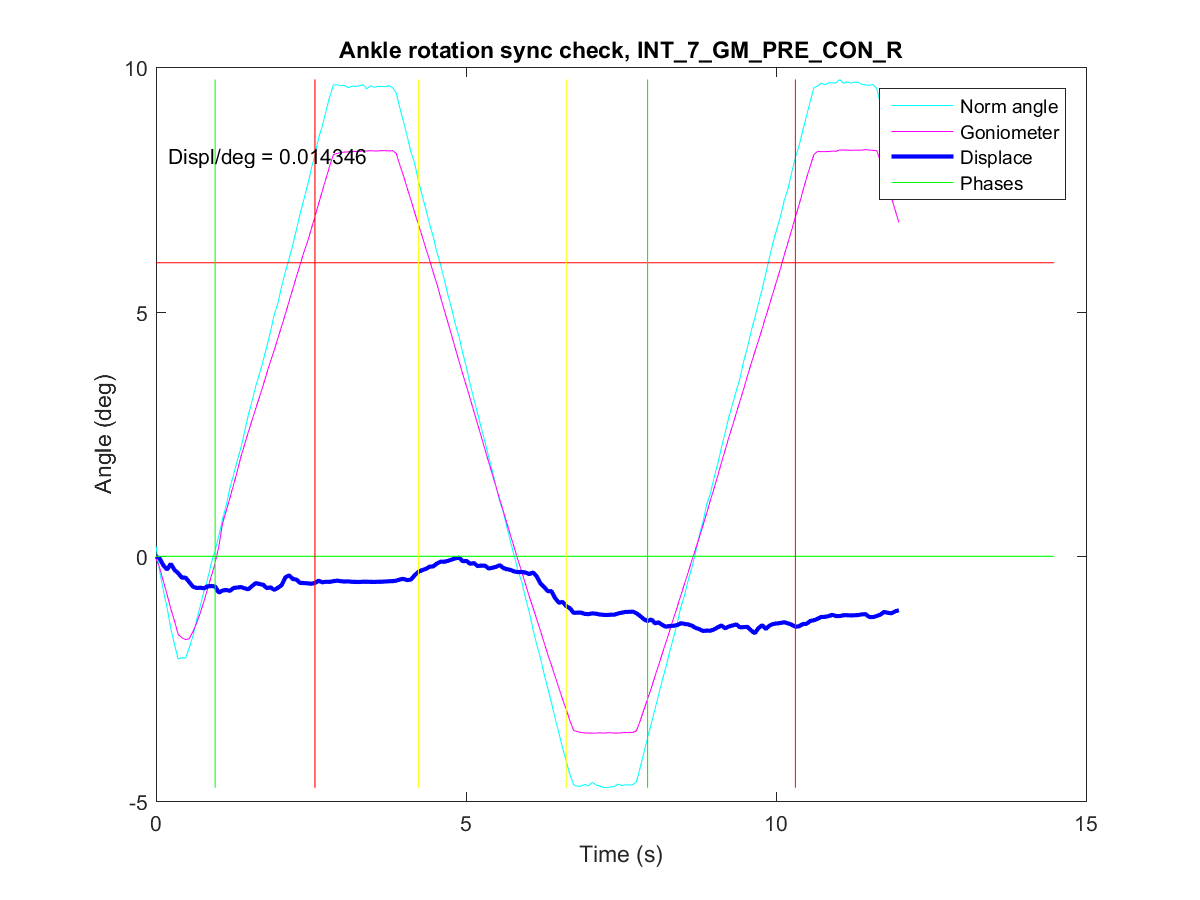 Ankle rotation sync check, INT_7_GM_PRE_CON_R
10
Norm angle
Goniometer
Displace
Phases
Displ/deg = 0.014346
5
Angle (deg)
0
-5
0
5
10
15
Time (s)